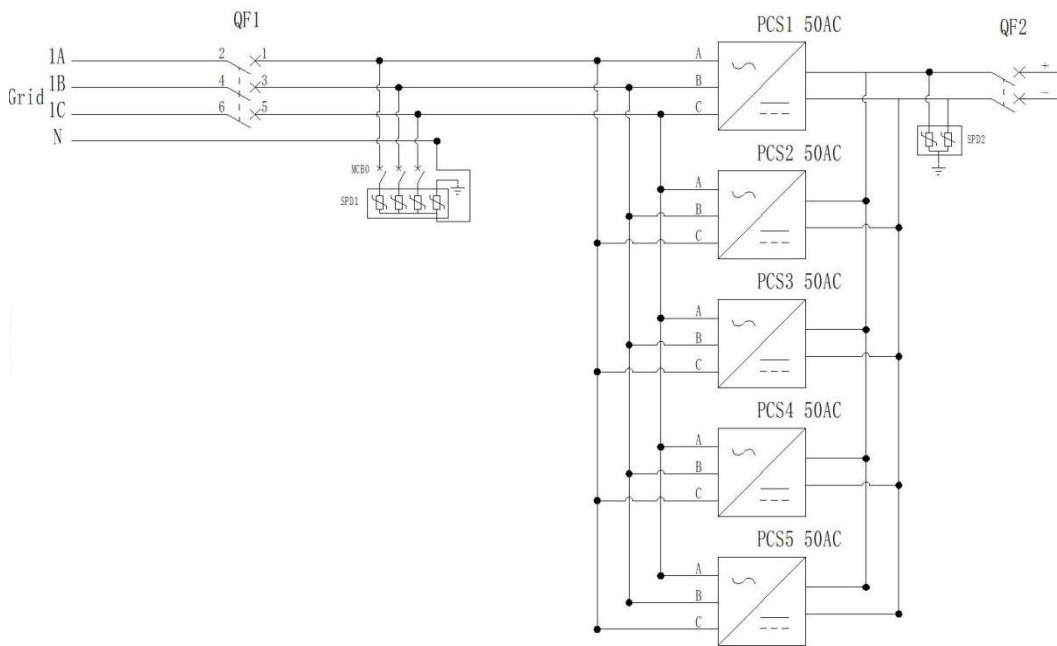 QF1
PCS1 50AC
QF2
1A
2
1
A
1B
4
3
B
+
Grid
1C
6
5
C
-
N
MCB0
SPD1
SPD2
PCS2 50AC
A
B
C
PCS3 50AC
A
B
C
PCS4 50AC
A
B
C
PCS5 50AC
A
B
C